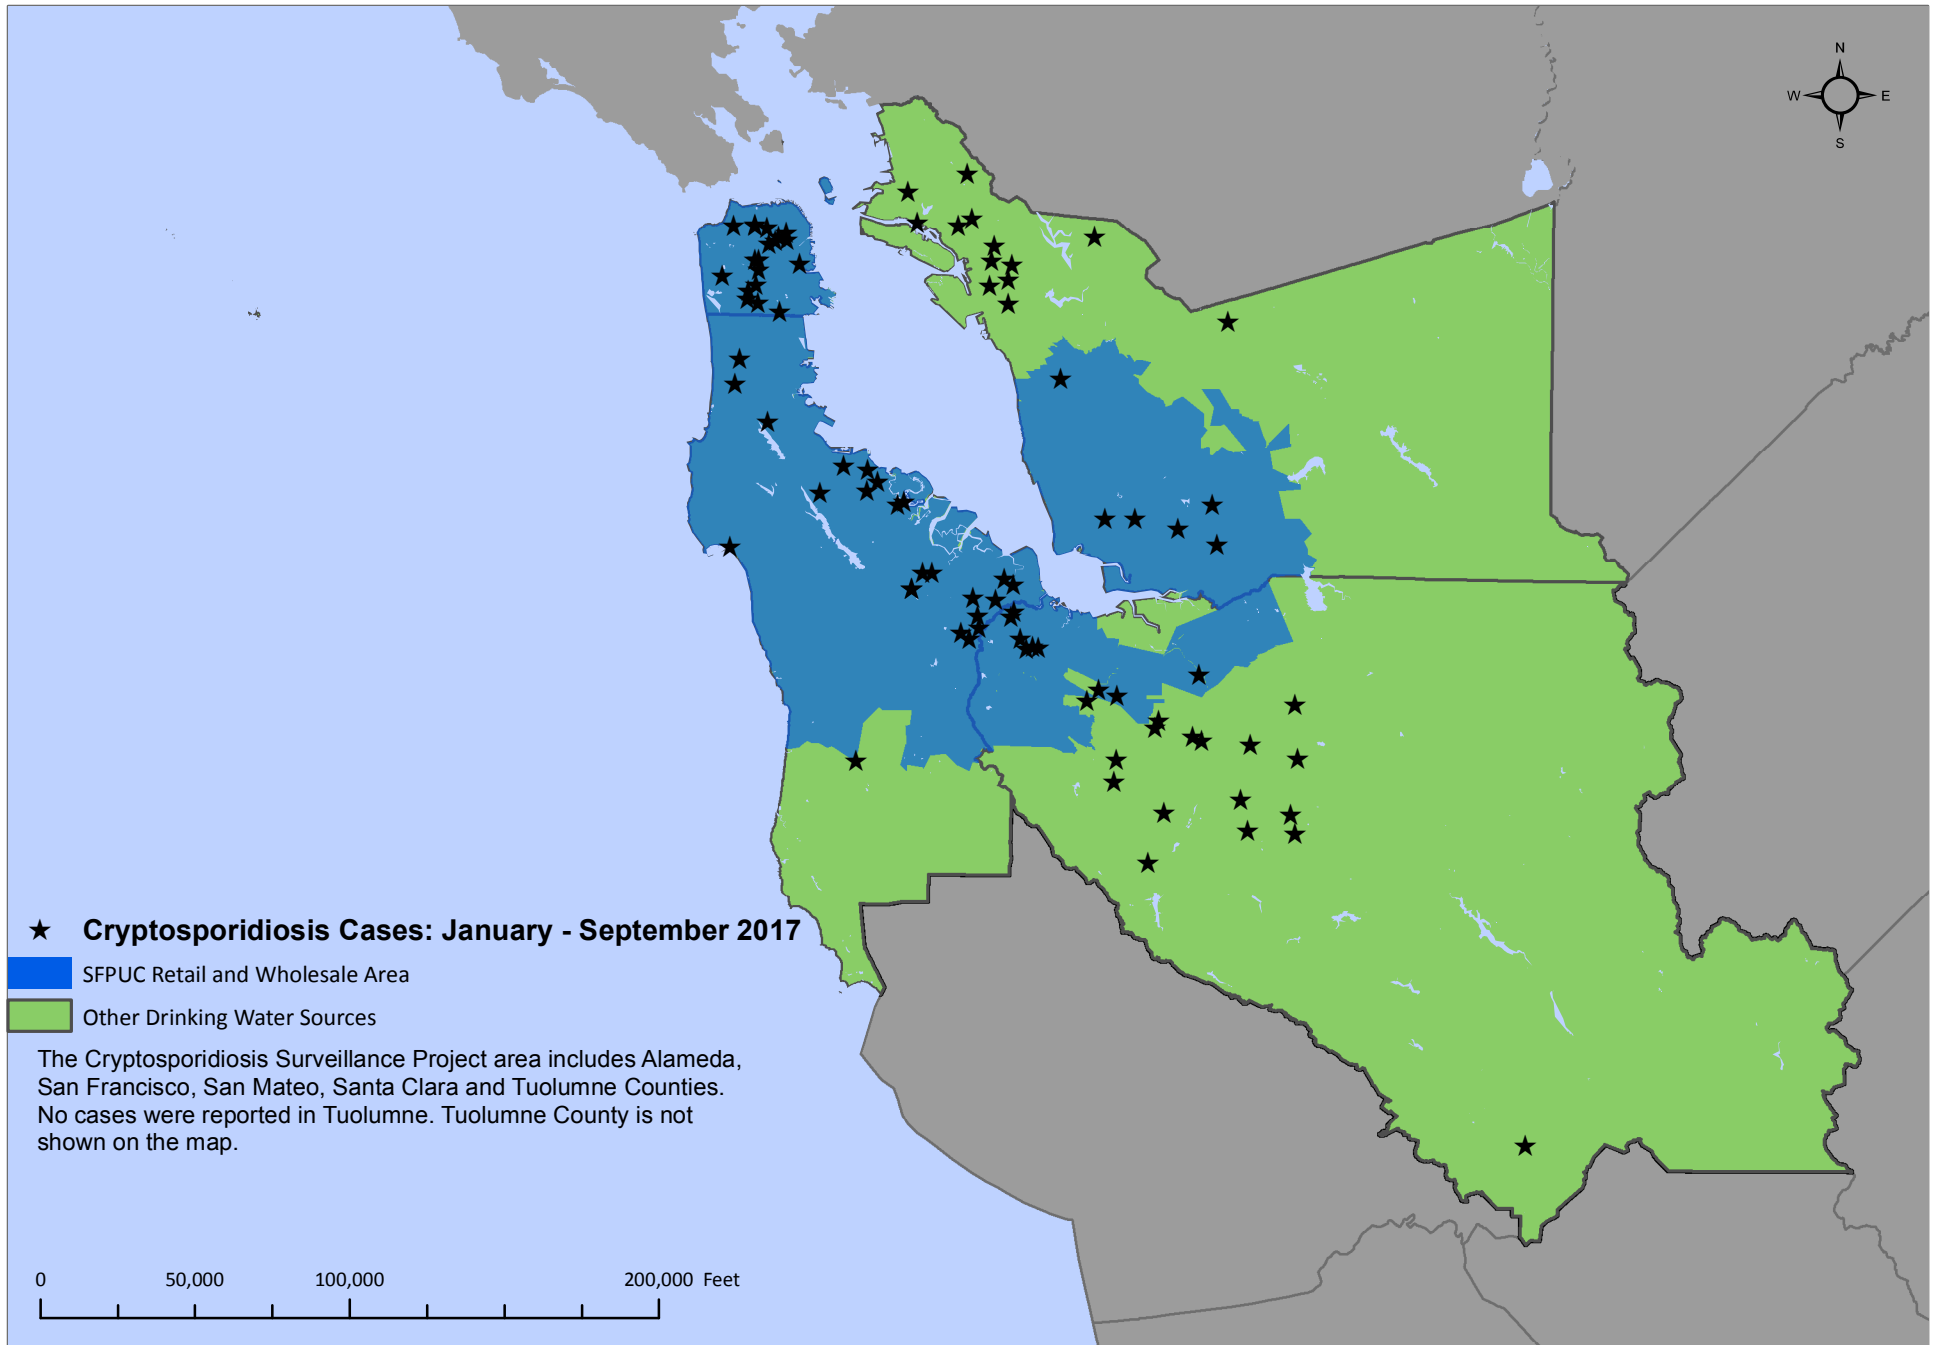 N
W E
S
Cryptosporidiosis Cases: January - September 2017
SFPUC Retail and Wholesale Area
Other Drinking Water Sources
The Cryptosporidiosis Surveillance Project area includes Alameda,
San Francisco, San Mateo, Santa Clara and Tuolumne Counties.
No cases were reported in Tuolumne. Tuolumne County is not
shown on the map.
0 50,000 100,000 200,000 Feet